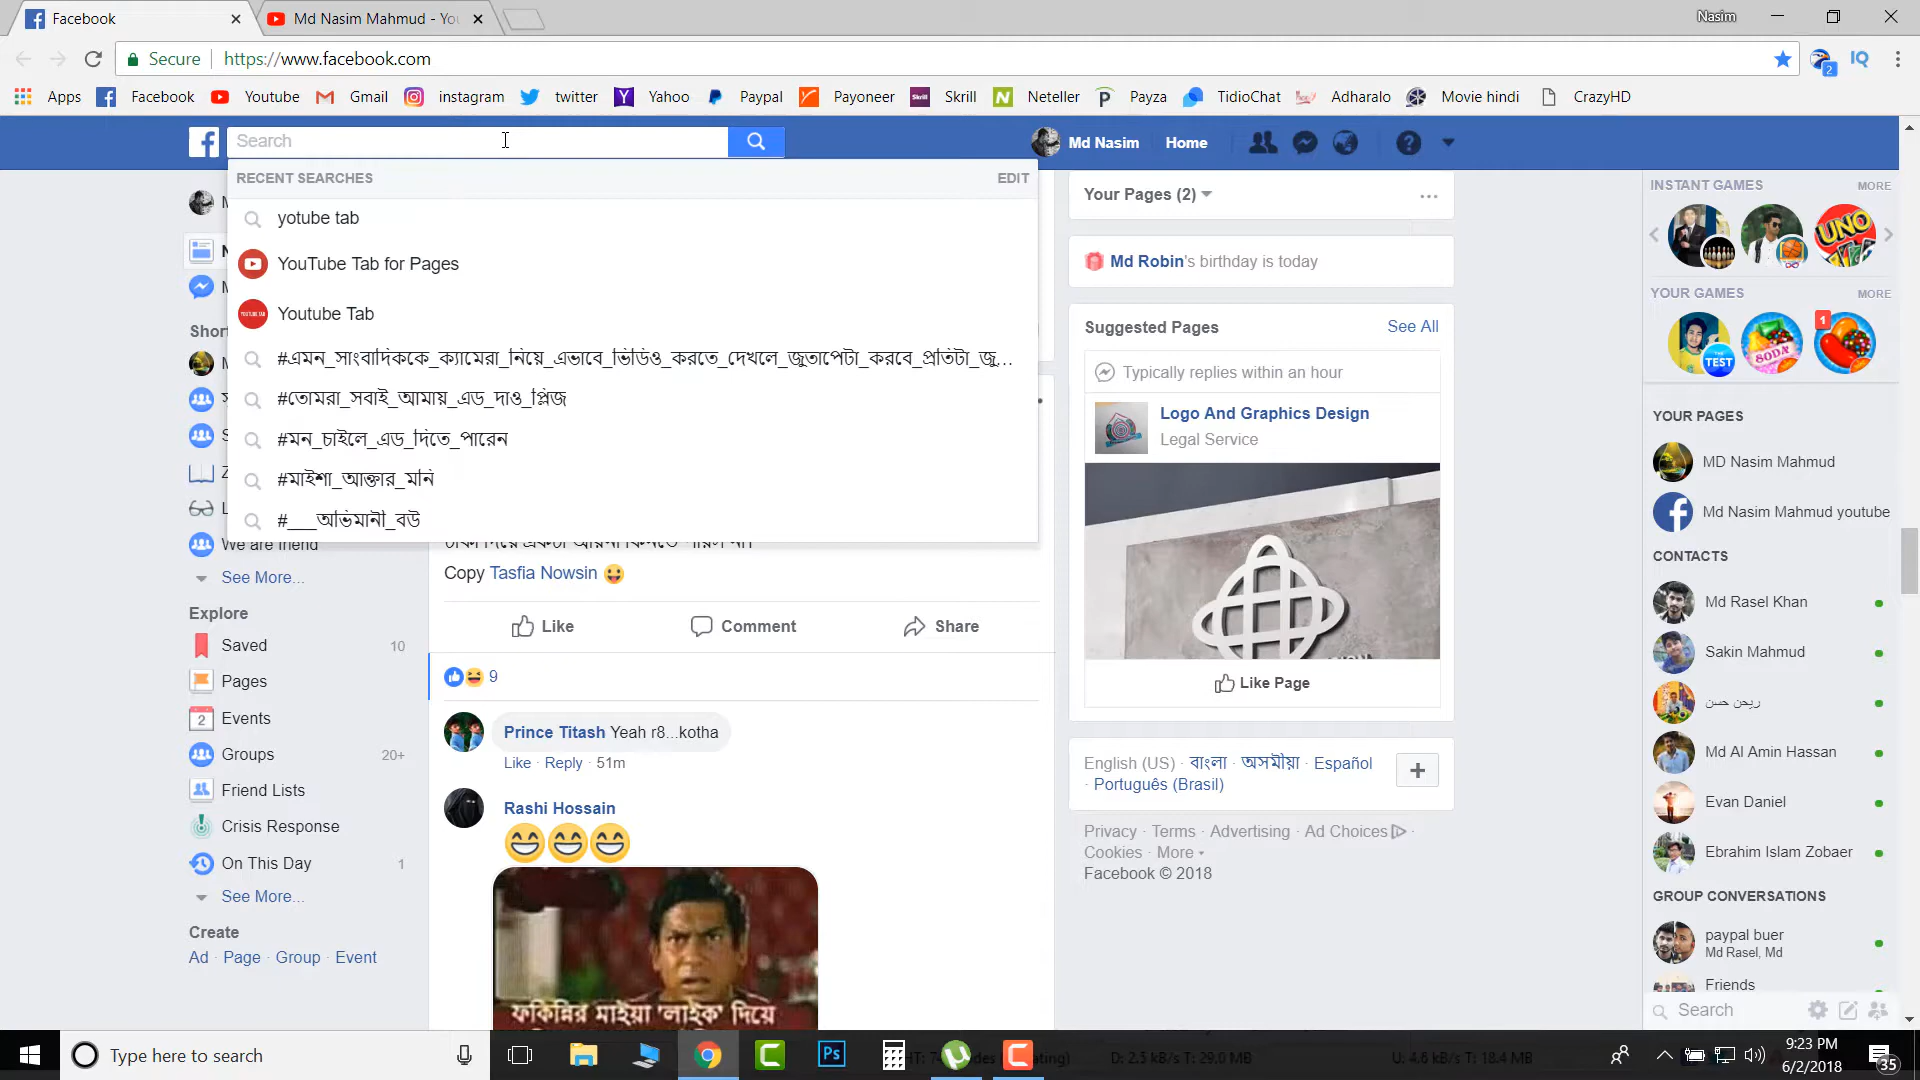 Facebook
Md Nasim Mahmud - You
Nasim
Secure
https://www.facebook.com
2
IQ
Apps
Facebook
Youtube
Gmail
instagram
twitter
Yahoo
Paypal
Payoneer
Skrill
Neteller
Payza
TidioChat
Adharalo
Movie hindi
CrazyHD
Search
Md Nasim
Home
RECENT SEARCHES
EDIT
yotube tab
YouTube Tab for Pages
Youtube Tab
#এমন_সাংবাদিককে_ক্যামেরা_নিয়ে_এভাবে_ভিডিও_করতে_দেখলে_জুতাপেটা_করবে_প্রতিটা_জু...
#তোমরা_সবাই_আমায়_এড_দাও_প্লিজ
#মন_চাইলে_এড_দিতে_পারেন
#মাইশা_আক্তার_মনি
#___অভিমানী_বউ
We are friend
See More...
Explore
Saved 10
Pages
Events
Groups 20+
Friend Lists
Crisis Response
On This Day 1
See More...
Create
Ad · Page · Group · Event
Copy Tasfia Nowsin
Like
Comment
Share
9
Prince Titash Yeah r8...kotha
Like · Reply · 51m
Rashi Hossain
ফকিন্নির মাইয়া 'লাইক' দিয়ে
Your Pages (2)
Md Robin's birthday is today
Suggested Pages
See All
Typically replies within an hour
Logo And Graphics Design
Legal Service
Like Page
English (US) · বাংলা · অসমীয়া · Español
· Português (Brasil)
Privacy · Terms · Advertising · Ad Choices ·
Cookies · More
Facebook © 2018
INSTANT GAMES
MORE
UNO
YOUR GAMES
MORE
THE TEST
SODA
1
YOUR PAGES
MD Nasim Mahmud
Md Nasim Mahmud youtube
CONTACTS
Md Rasel Khan
Sakin Mahmud
ريحن حسن
Md Al Amin Hassan
Evan Daniel
Ebrahim Islam Zobaer
GROUP CONVERSATIONS
paypal buer
Md Rasel, Md
Friends
Search
Type here to search
Ps
D: 2.5 kB/s T: 29.0 MB
U: 4.6 kB/s T: 18.4 MB
9:23 PM
6/2/2018
35